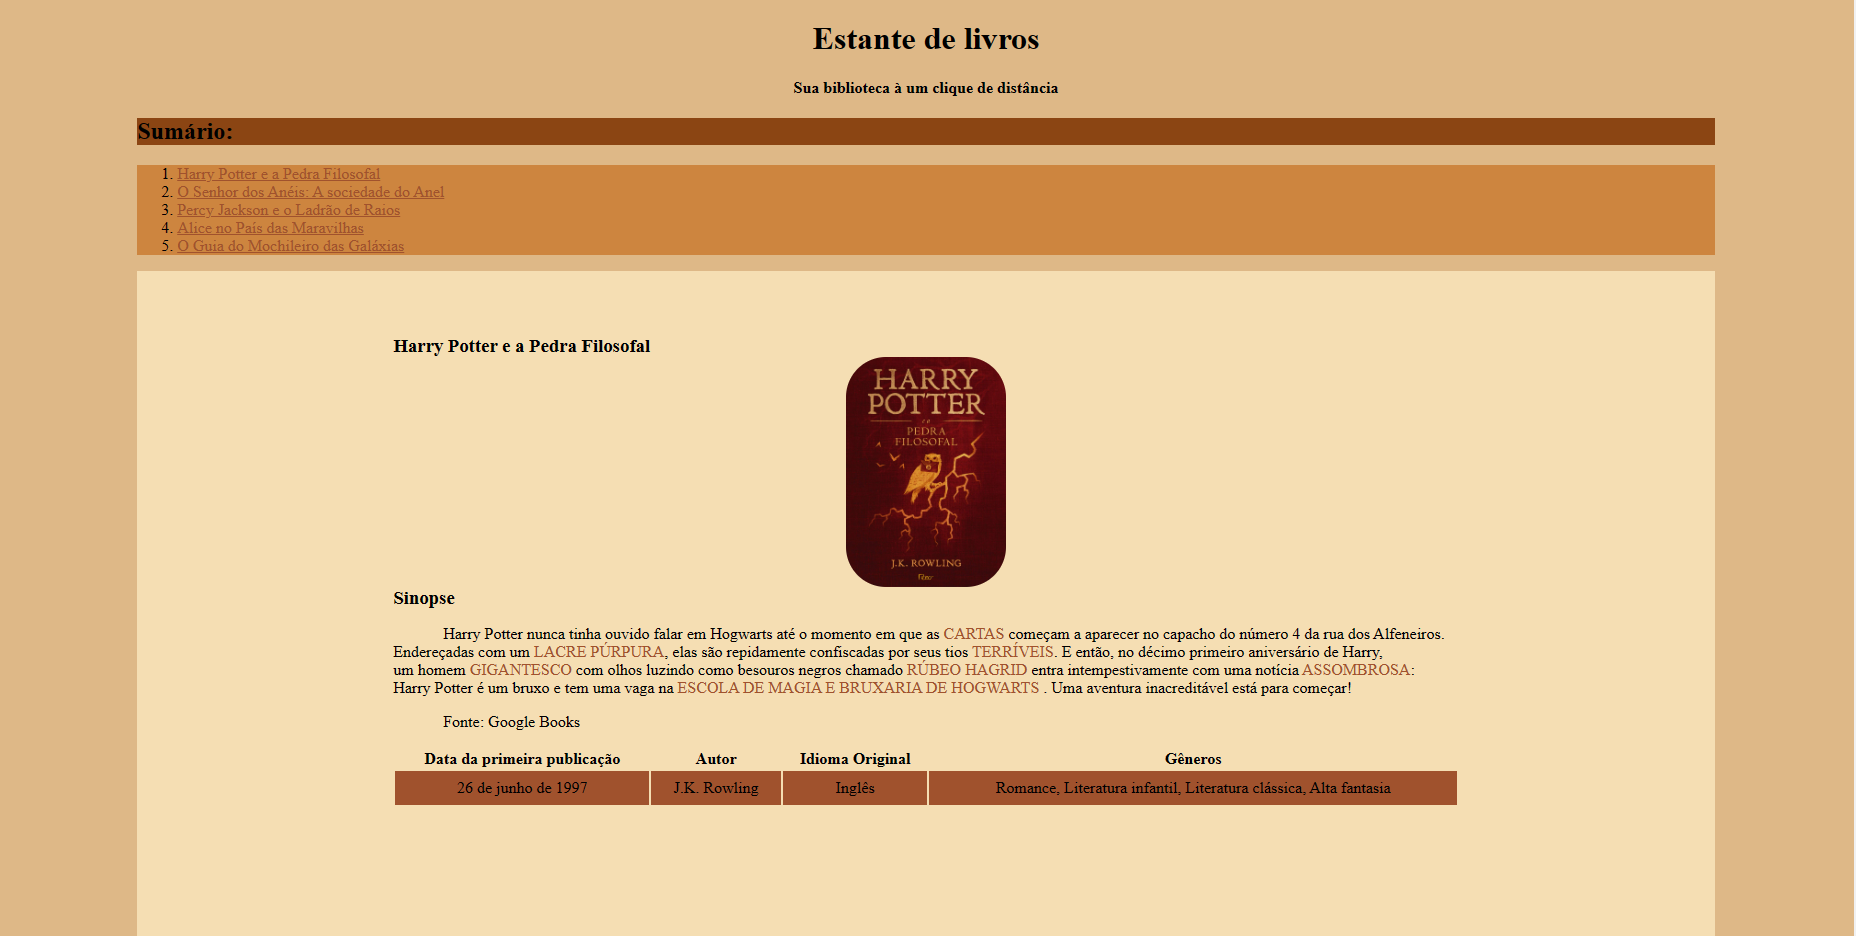 Estante de livros
Sua biblioteca à um clique de distância
Sumário:
1. Harry Potter e a Pedra Filosofal
2. O Senhor dos Anéis: A sociedade do Anel
3. Percy Jackson e o Ladrão de Raios
4. Alice no País das Maravilhas
5. O Guia do Mochileiro das Galáxias
Harry Potter e a Pedra Filosofal
HARRY
POTTER
e a
PEDRA
FILOSOFAL
J.K. ROWLING
Rocco
Sinopse
Harry Potter nunca tinha ouvido falar em Hogwarts até o momento em que as CARTAS começam a aparecer no capacho do número 4 da rua dos Alfeneiros.
Endereçadas com um LACRE PÚRPURA, elas são repidamente confiscadas por seus tios TERRÍVEIS. E então, no décimo primeiro aniversário de Harry,
um homem GIGANTESCO com olhos luzindo como besouros negros chamado RÚBEO HAGRID entra intempestivamente com uma notícia ASSOMBROSA:
Harry Potter é um bruxo e tem uma vaga na ESCOLA DE MAGIA E BRUXARIA DE HOGWARTS . Uma aventura inacreditável está para começar!
Fonte: Google Books
Data da primeira publicação Autor Idioma Original Gêneros
26 de junho de 1997 J.K. Rowling Inglês Romance, Literatura infantil, Literatura clássica, Alta fantasia